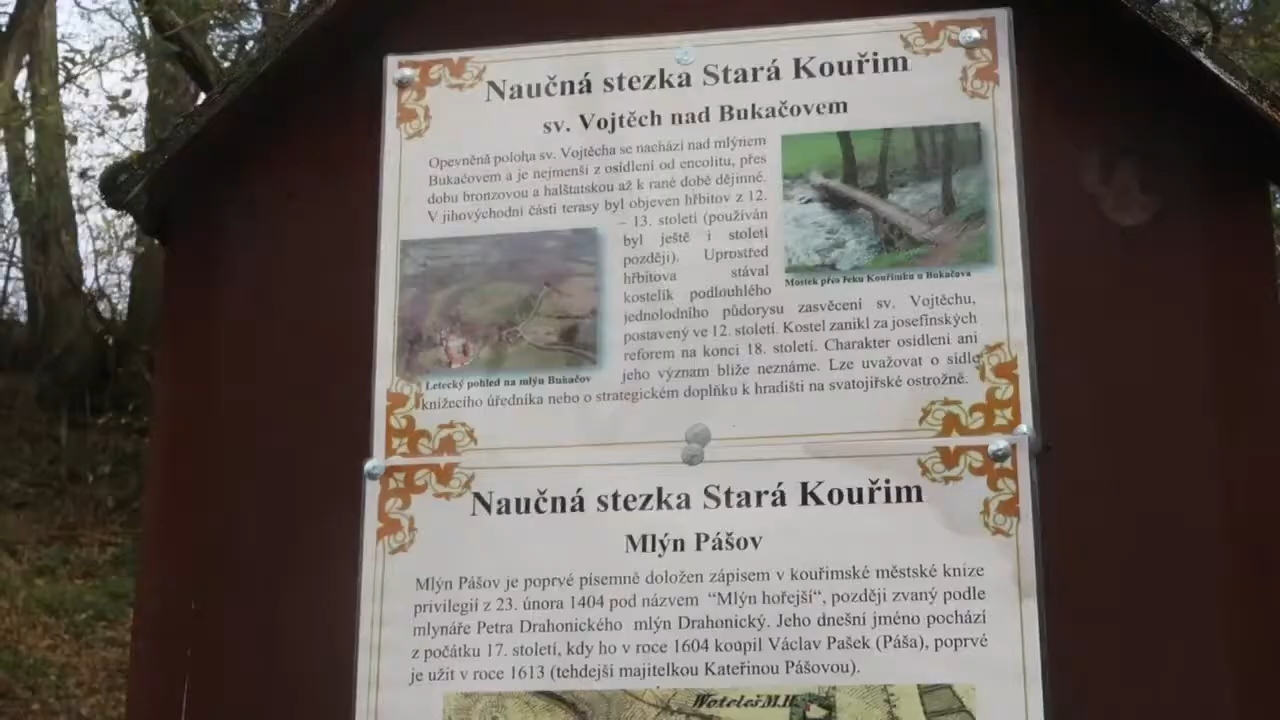 Naučná stezka Stará Kouřim
sv. Vojtěch nad Bukačovem
Opevněná poloha sv. Vojtěcha se nachází nad mlýnem
Bukačovem a je nejmenší z osídlení od encolitu, přes
dobu bronzovou a halštatskou až k rané době dějinné.
V jihovýchodní části terasy byl objeven hřbitov z 12.
– 13. století (používán
byl ještě i století
později). Uprostřed
hřbitova stával
kostelík podlouhlého
jednolodního půdorysu zasvěcení sv. Vojtěchu,
postavený ve 12. století. Kostel zanikl za josefínských
reforem na konci 18. století. Charakter osídlení ani
jeho význam blíže neznáme. Lze uvažovat o sídle
knížecího úředníka nebo o strategickém doplňku k hradišti na svatojiřské ostrožně.
Mostek přes řeku Kouřimku u Bukačova
Letecký pohled na mlýn Bukačov
Naučná stezka Stará Kouřim
Mlýn Pášov
Mlýn Pášov je poprvé písemně doložen zápisem v kouřimské městské knize
privilegií z 23. února 1404 pod názvem “Mlýn hořejší“, později zvaný podle
mlynáře Petra Drahonického mlýn Drahonický. Jeho dnešní jméno pochází
z počátku 17. století, kdy ho v roce 1604 koupil Václav Pašek (Páša), poprvé
je užit v roce 1613 (tehdejší majitelkou Kateřinou Pášovou).
Woteleš M.H.